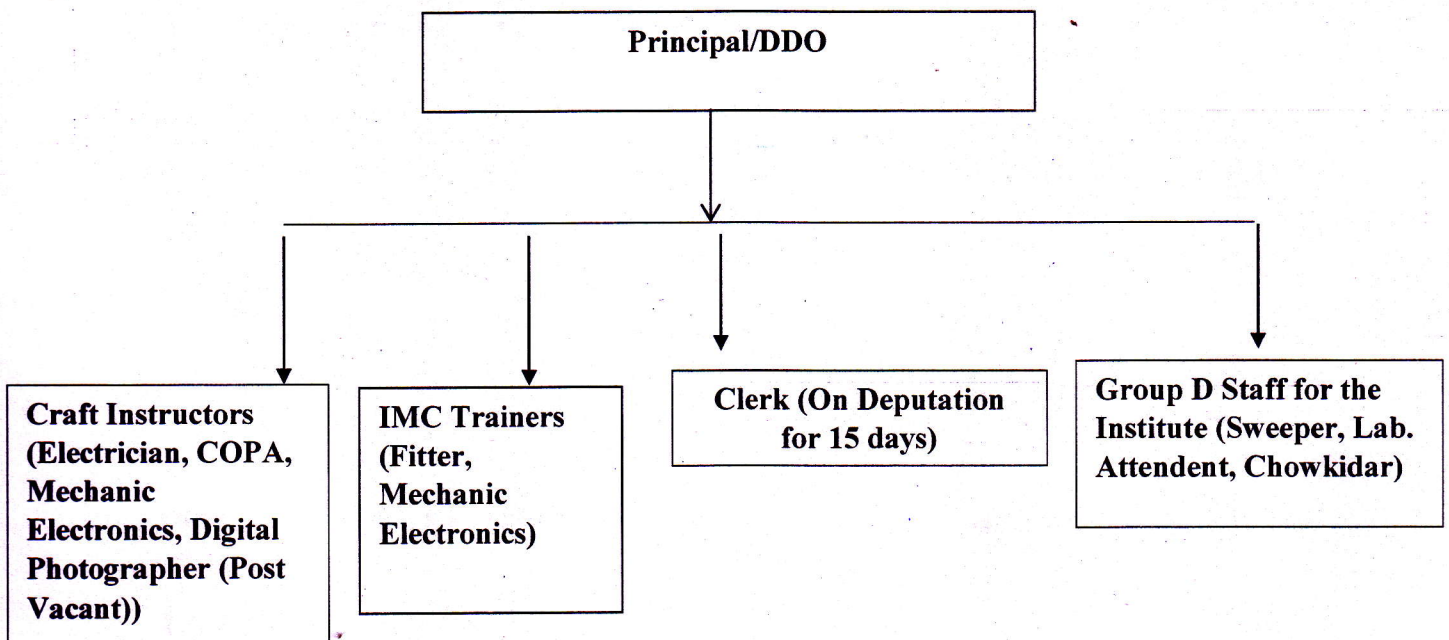 Principal/DDO
Craft Instructors
(Electrician, COPA,
Mechanic
Electronics, Digital
Photographer (Post
Vacant))
IMC Trainers
(Fitter,
Mechanic
Electronics)
Clerk (On Deputation
for 15 days)
Group D Staff for the
Institute (Sweeper, Lab.
Attendent, Chowkidar)